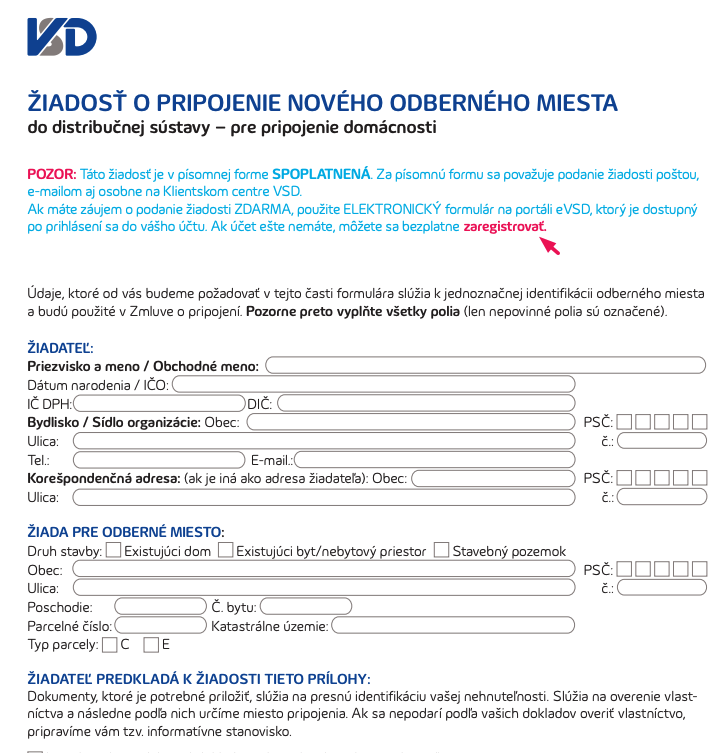 VSD
ŽIADOSŤ O PRIPOJENIE NOVÉHO ODBERNÉHO MIESTA
do distribučnej sústavy – pre pripojenie domácnosti
POZOR: Táto žiadosť je v písomnej forme SPOPLATNENÁ. Za písomnú formu sa považuje podanie žiadosti poštou,
e-mailom aj osobne na Klientskom centre VSD.
Ak máte záujem o podanie žiadosti ZDARMA, použite ELEKTRONICKÝ formulár na portáli eVSD, ktorý je dostupný
po prihlásení sa do vášho účtu. Ak účet ešte nemáte, môžete sa bezplatne zaregistrovať.
Údaje, ktoré od vás budeme požadovať v tejto časti formulára slúžia k jednoznačnej identifikácii odberného miesta
a budú použité v Zmluve o pripojení. Pozorne preto vyplňte všetky polia (len nepovinné polia sú označené).
ŽIADATEĽ:
Priezvisko a meno / Obchodné meno:
Dátum narodenia / IČO:
IČ DPH: DIČ:
Bydlisko / Sídlo organizácie: Obec: PSČ:
Ulica: č.:
Tel.: E-mail.:
Korešpondenčná adresa: (ak je iná ako adresa žiadateľa): Obec: PSČ:
Ulica: č.:
ŽIADA PRE ODBERNÉ MIESTO:
Druh stavby: Existujúci dom Existujúci byt/nebytový priestor Stavebný pozemok
Obec: PSČ:
Ulica: č.:
Poschodie: Č. bytu:
Parcelné číslo: Katastrálne územie:
Typ parcely: C E
ŽIADATEĽ PREDKLADÁ K ŽIADOSTI TIETO PRÍLOHY:
Dokumenty, ktoré je potrebné priložiť, slúžia na presnú identifikáciu vašej nehnuteľnosti. Slúžia na overenie vlast-
níctva a následne podľa nich určíme miesto pripojenia. Ak sa nepodarí podľa vašich dokladov overiť vlastníctvo,
pripravíme vám tzv. informatívne stanovisko.